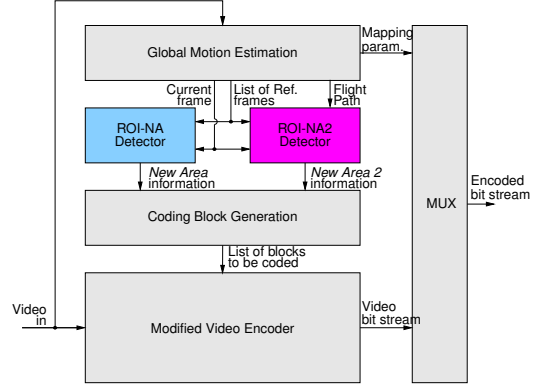 Global Motion Estimation
Mapping
param.
Current
frame
List of Ref.
frames
Flight
Path
ROI-NA
Detector
ROI-NA2
Detector
New Area
information
New Area 2
information
Coding Block Generation
MUX
Encoded
bit stream
List of blocks
to be coded
Video
in
Modified Video Encoder
Video
bit stream